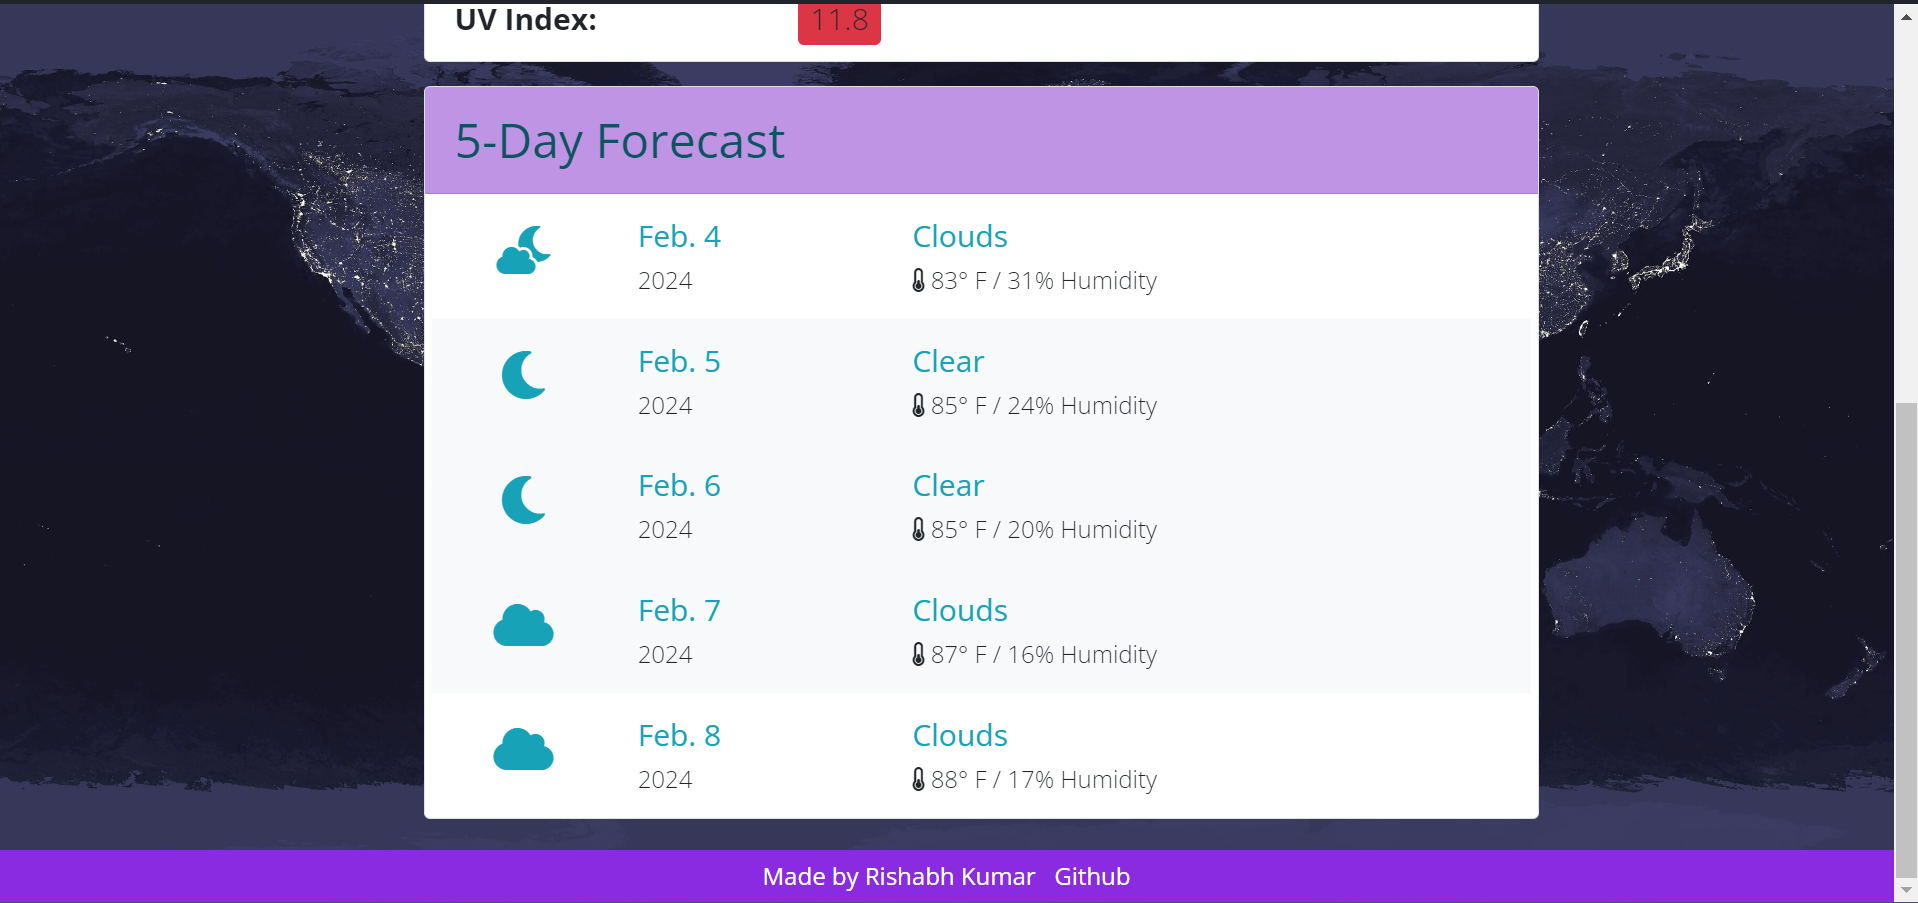 UV Index: 11.8
5-Day Forecast
Feb. 4 Clouds
2024 83° F / 31% Humidity
Feb. 5 Clear
2024 85° F / 24% Humidity
Feb. 6 Clear
2024 85° F / 20% Humidity
Feb. 7 Clouds
2024 87° F / 16% Humidity
Feb. 8 Clouds
2024 88° F / 17% Humidity
Made by Rishabh Kumar Github